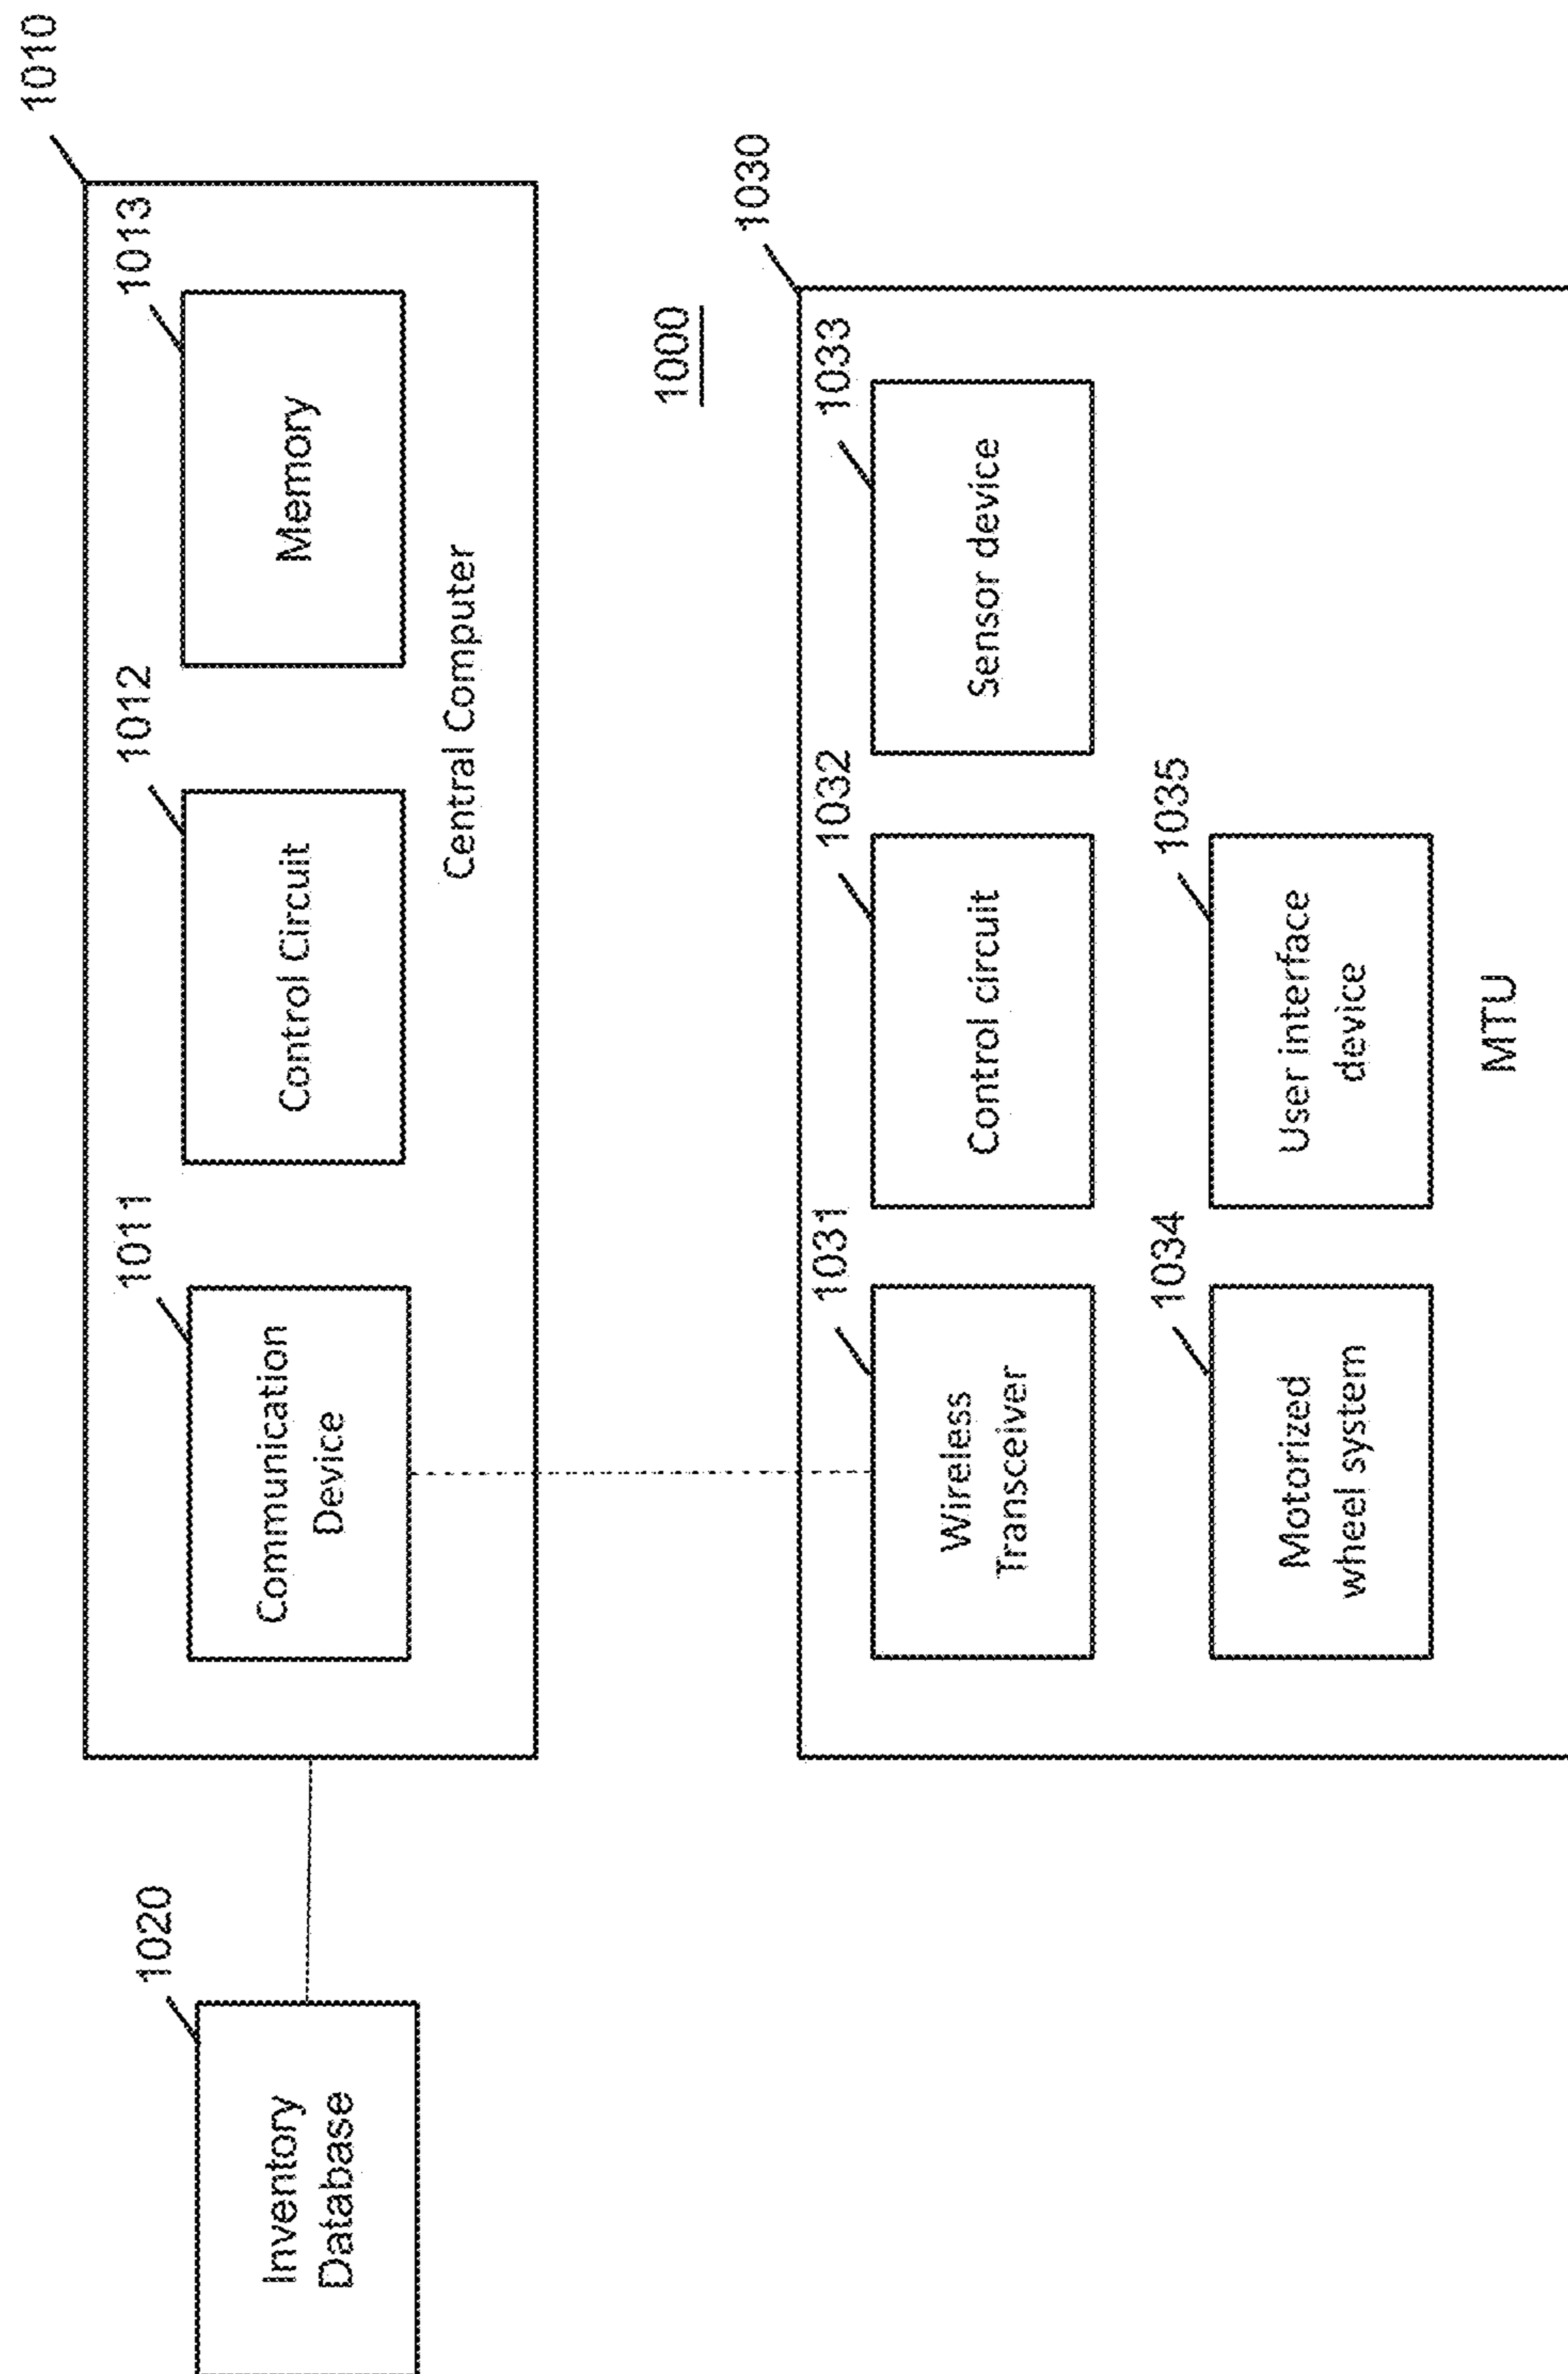 1010
1011
1012
1013
Communication
Device
Control Circuit
Memory
Central Computer
1020
Inventory
Database
1000
1030
1031
1032
1033
Wireless
Transceiver
Control circuit
Sensor device
1034
1035
Motorized
wheel system
User interface
device
MTU